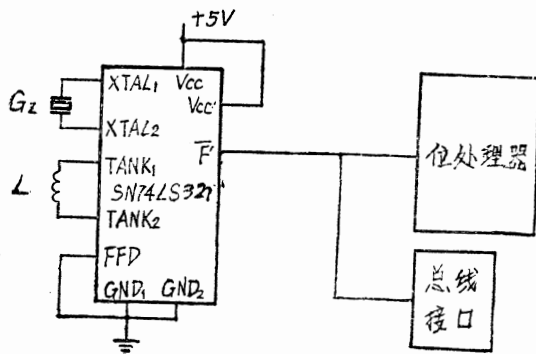 +5V
XTAL₁ Vcc
Vcc'
Gz
XTAL₂
F̅'
位处理器
TANK₁
L
SN74LS321
TANK₂
FFD
总线
接口
GND₁ GND₂